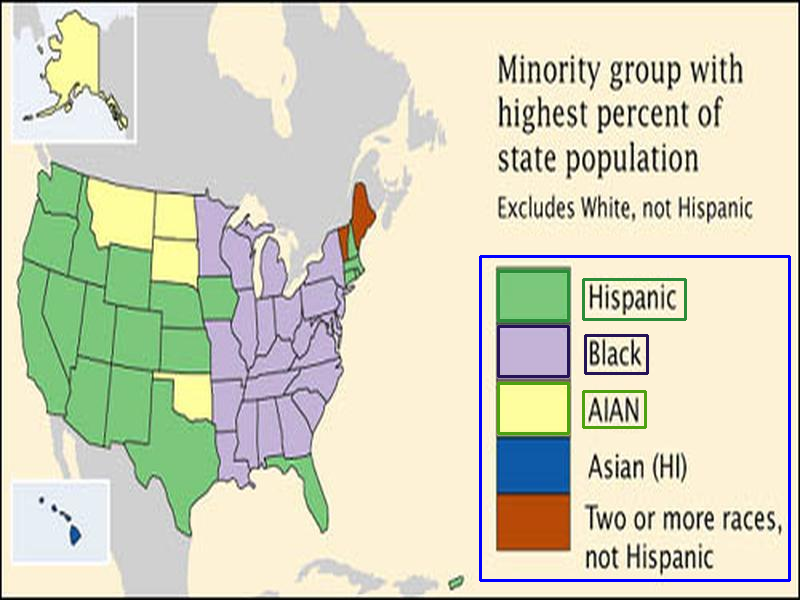 Minority group with
highest percent of
state population
Excludes White, not Hispanic
Hispanic
Black
AIAN
Asian (HI)
Two or more races,
not Hispanic